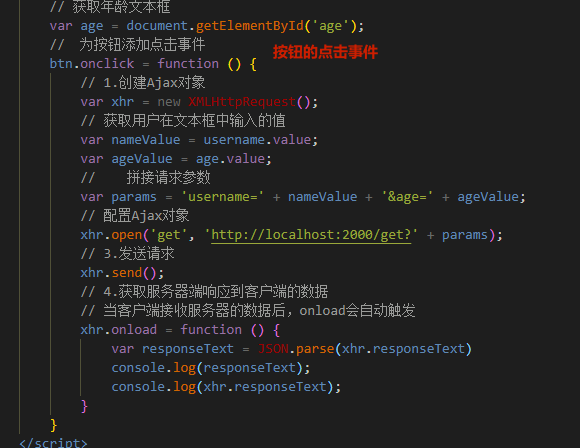 // 获取年龄文本框
var age = document.getElementById('age');
//  为按钮添加点击事件
按钮的点击事件
btn.onclick = function () {
// 1.创建Ajax对象
var xhr = new XMLHttpRequest();
// 获取用户在文本框中输入的值
var nameValue = username.value;
var ageValue = age.value;
//    拼接请求参数
var params = 'username=' + nameValue + '&age=' + ageValue;
// 配置Ajax对象
xhr.open('get', 'http://localhost:2000/get?' + params);
// 3.发送请求
xhr.send();
// 4.获取服务器端响应到客户端的数据
// 当客户端接收服务器的数据后，onload会自动触发
xhr.onload = function () {
var responseText = JSON.parse(xhr.responseText)
console.log(responseText);
console.log(xhr.responseText);
}
}
</script>